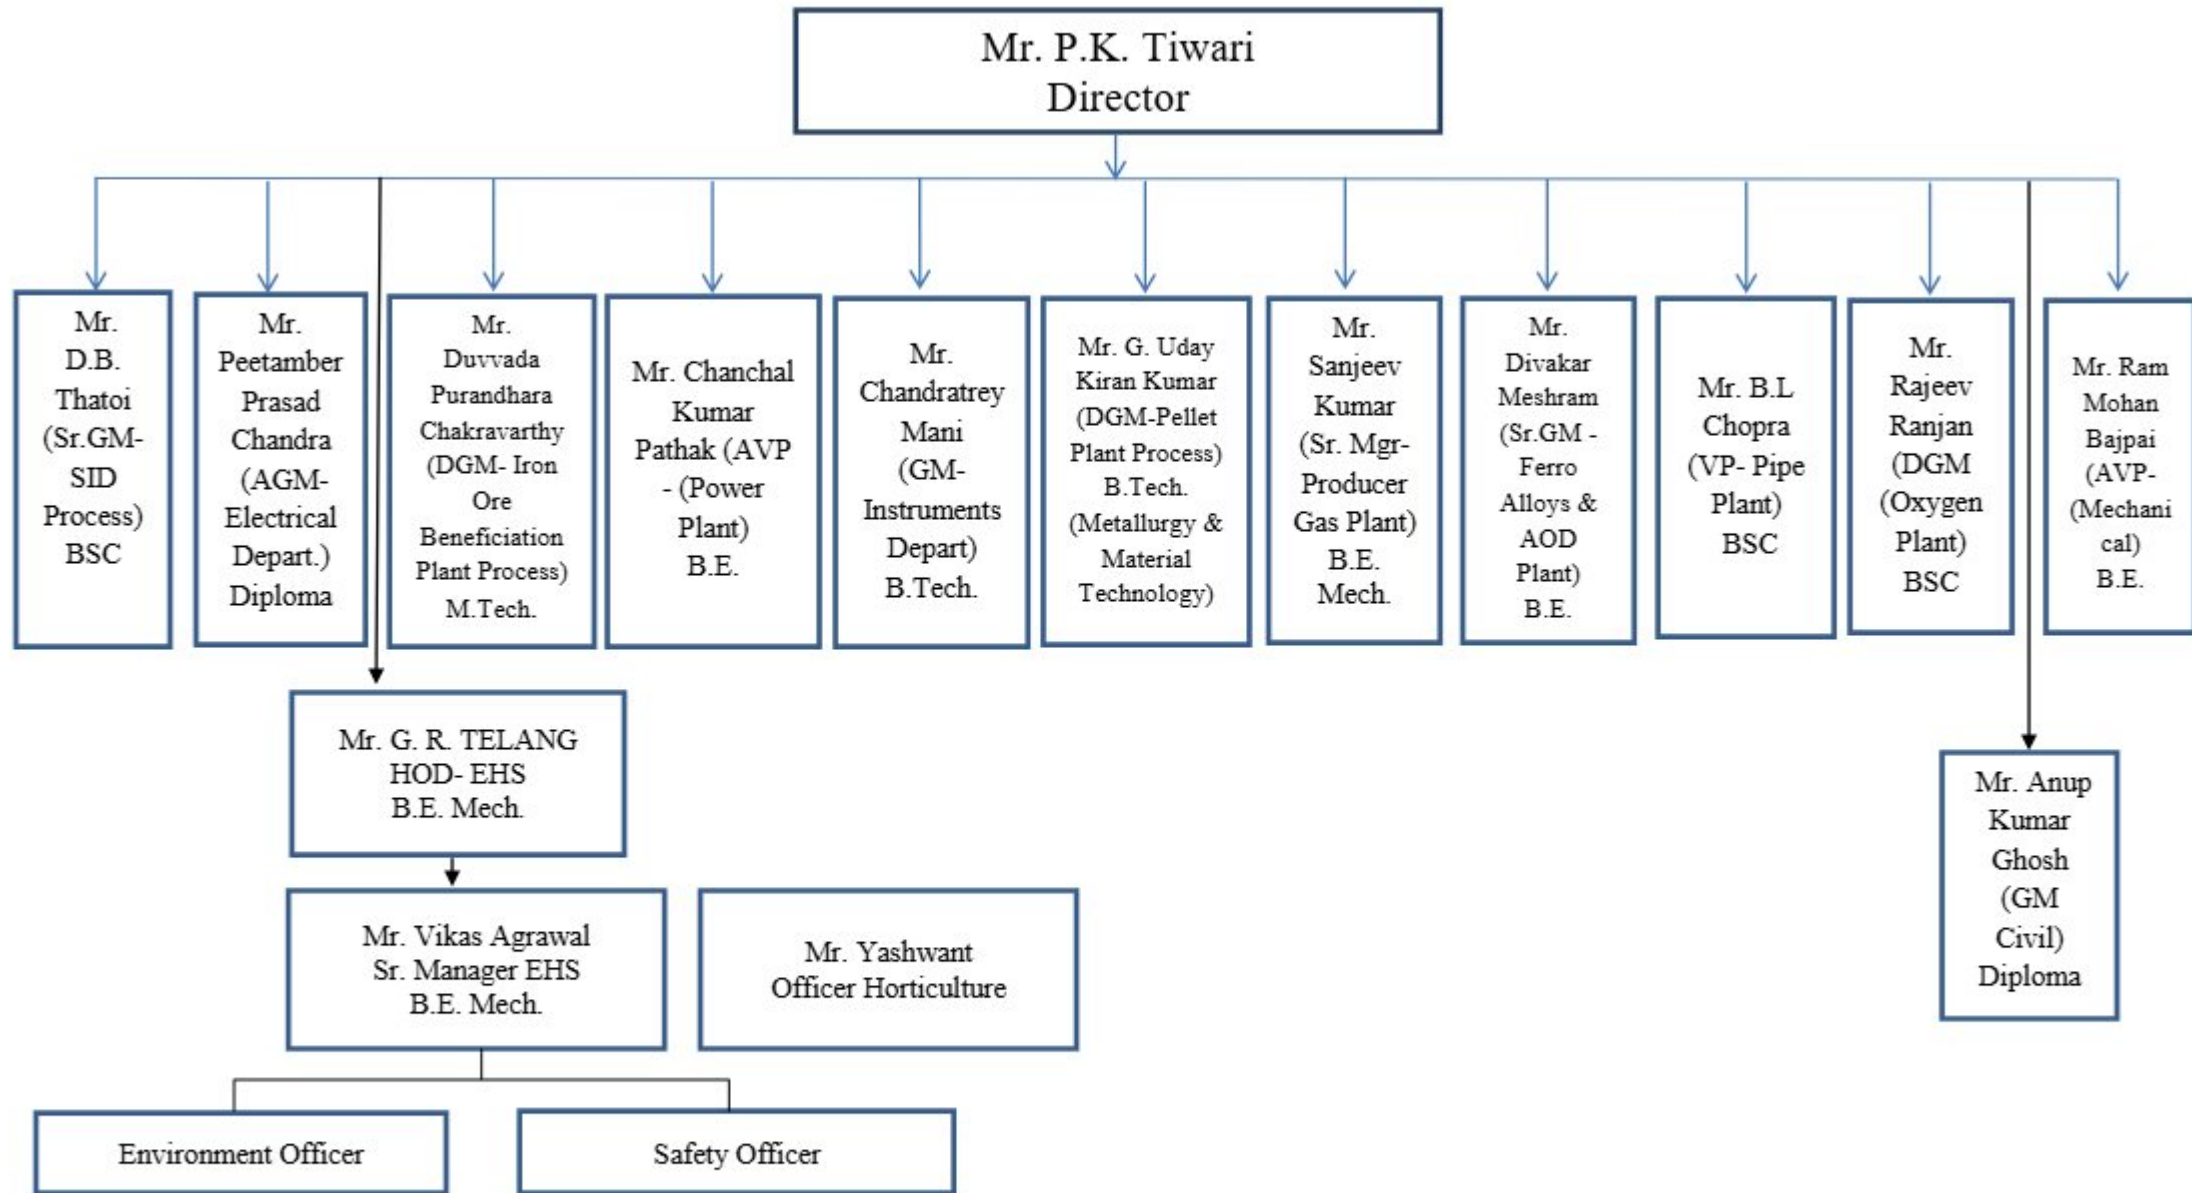 Mr. P.K. Tiwari
Director
Mr.
D.B.
Thatoi
(Sr.GM-
SID
Process)
BSC
Mr.
Peetamber
Prasad
Chandra
(AGM-
Electrical
Depart.)
Diploma
Mr.
Duvvada
Purandhara
Chakravarthy
(DGM- Iron
Ore
Beneficiation
Plant Process)
M.Tech.
Mr. Chanchal
Kumar
Pathak (AVP
- (Power
Plant)
B.E.
Mr.
Chandratrey
Mani
(GM-
Instruments
Depart)
B.Tech.
Mr. G. Uday
Kiran Kumar
(DGM-Pellet
Plant Process)
B.Tech.
(Metallurgy &
Material
Technology)
Mr.
Sanjeev
Kumar
(Sr. Mgr-
Producer
Gas Plant)
B.E.
Mech.
Mr.
Divakar
Meshram
(Sr.GM -
Ferro
Alloys &
AOD
Plant)
B.E.
Mr. B.L
Chopra
(VP- Pipe
Plant)
BSC
Mr.
Rajeev
Ranjan
(DGM
(Oxygen
Plant)
BSC
Mr. Ram
Mohan
Bajpai
(AVP-
(Mechani
cal)
B.E.
Mr. G. R. TELANG
HOD- EHS
B.E. Mech.
Mr. Anup
Kumar
Ghosh
(GM
Civil)
Diploma
Mr. Vikas Agrawal
Sr. Manager EHS
B.E. Mech.
Mr. Yashwant
Officer Horticulture
Environment Officer
Safety Officer